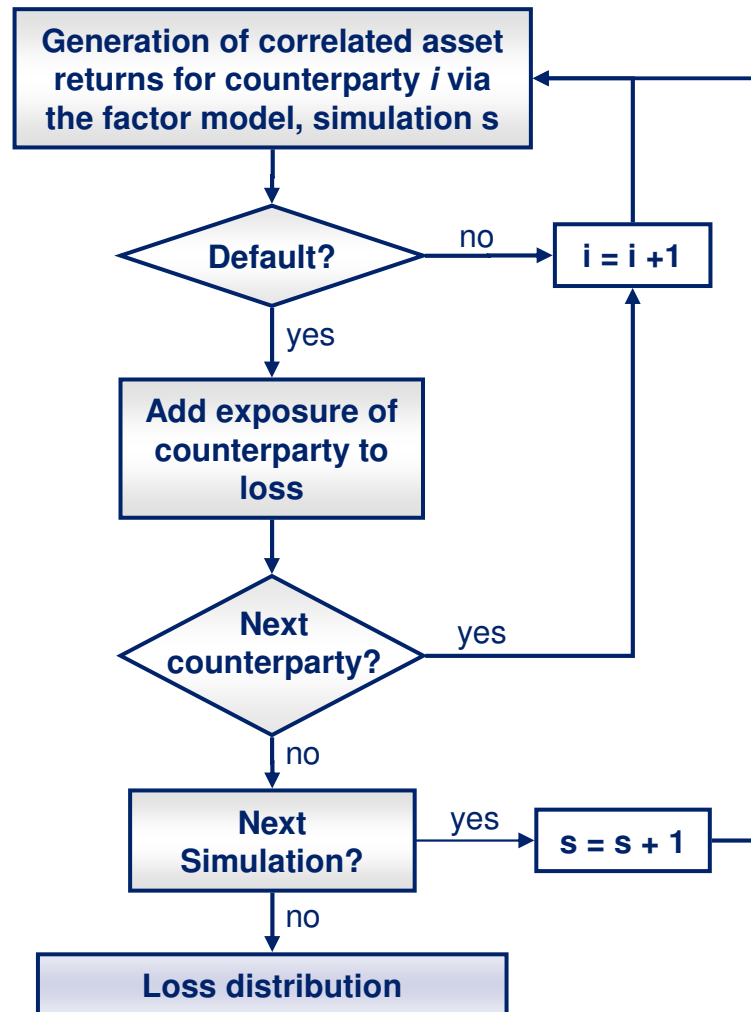 Generation of correlated asset
returns for counterparty i via
the factor model, simulation s
Default?
no
i = i +1
yes
Add exposure of
counterparty to
loss
Next
counterparty?
yes
no
Next
Simulation?
yes
s = s + 1
no
Loss distribution